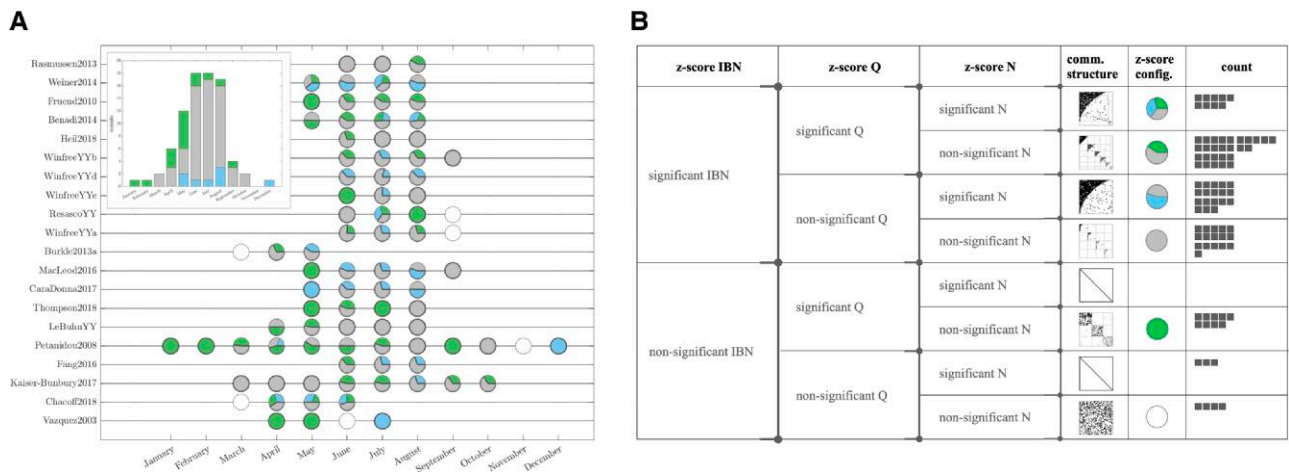 A
Rasmussen2013
Weiner2014
Fruend2010
Benadi2014
Heil2018
WinfreeYYb
WinfreeYYd
WinfreeYYe
ResascoYY
WinfreeYYa
Burkle2013a
MacLeod2016
CaraDonna2017
Thompson2018
LeBuhnYY
Petanidou2008
Fang2016
Kaiser-Bunbury2017
Chacoff2018
Vazquez2003
January February March April May June July August September October November December
B
z-score IBN z-score Q z-score N comm. structure z-score config. count
significant IBN
significant Q
significant N
non-significant N
non-significant Q
significant N
non-significant N
non-significant IBN
significant Q
significant N
non-significant N
non-significant Q
significant N
non-significant N